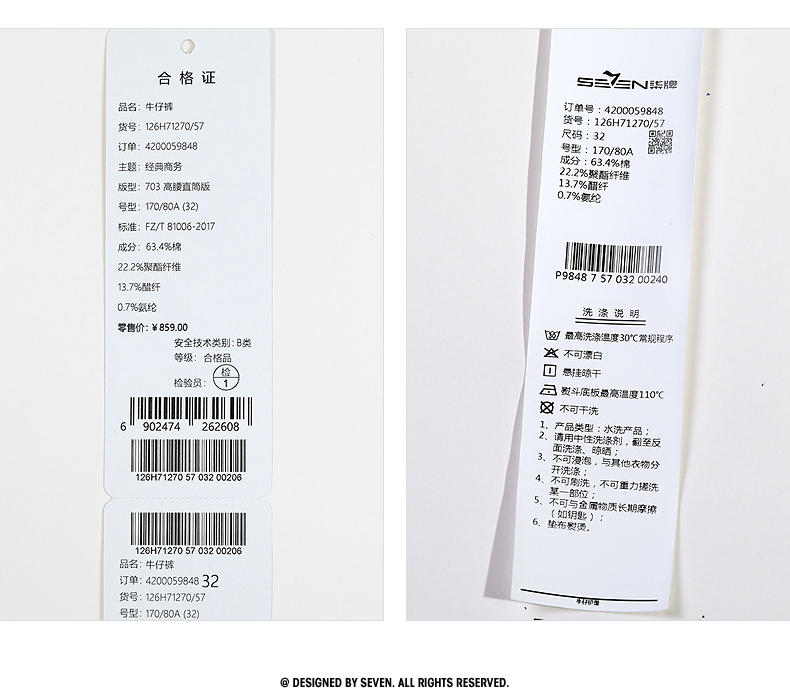 合格证
品名: 牛仔裤
货号: 126H71270/57
订单: 4200059848
主题: 经典商务
版型: 703 高腰直筒版
号型: 170/80A (32)
标准: FZ/T 81006-2017
成分: 63.4%棉
22.2%聚酯纤维
13.7%醋纤
0.7%氨纶
零售价: ¥859.00
安全技术类别: B类
等级: 合格品
检验员: 检 1
6 902474 262608
126H71270 57 032 00206
126H71270 57 032 00206
品名: 牛仔裤
订单: 4200059848 32
货号: 126H71270/57
号型: 170/80A (32)
SEVEN 柒牌
订单号: 4200059848
货号: 126H71270/57
尺码: 32
号型: 170/80A
成分: 63.4%棉
22.2%聚酯纤维
13.7%醋纤
0.7%氨纶
P9848 7 57 032 00240
洗涤说明
最高洗涤温度30℃常规程序
不可漂白
悬挂晾干
熨斗底板最高温度110℃
不可干洗
1、产品类型: 水洗产品;
2、请用中性洗涤剂, 翻至反
面洗涤、晾晒;
3、不可浸泡, 与其他衣物分
开洗涤;
4、不可刷洗, 不可重力搓洗
某一部位;
5、不可与金属物质长期摩擦
(如钥匙);
6、垫布熨烫。
@ DESIGNED BY SEVEN. ALL RIGHTS RESERVED.